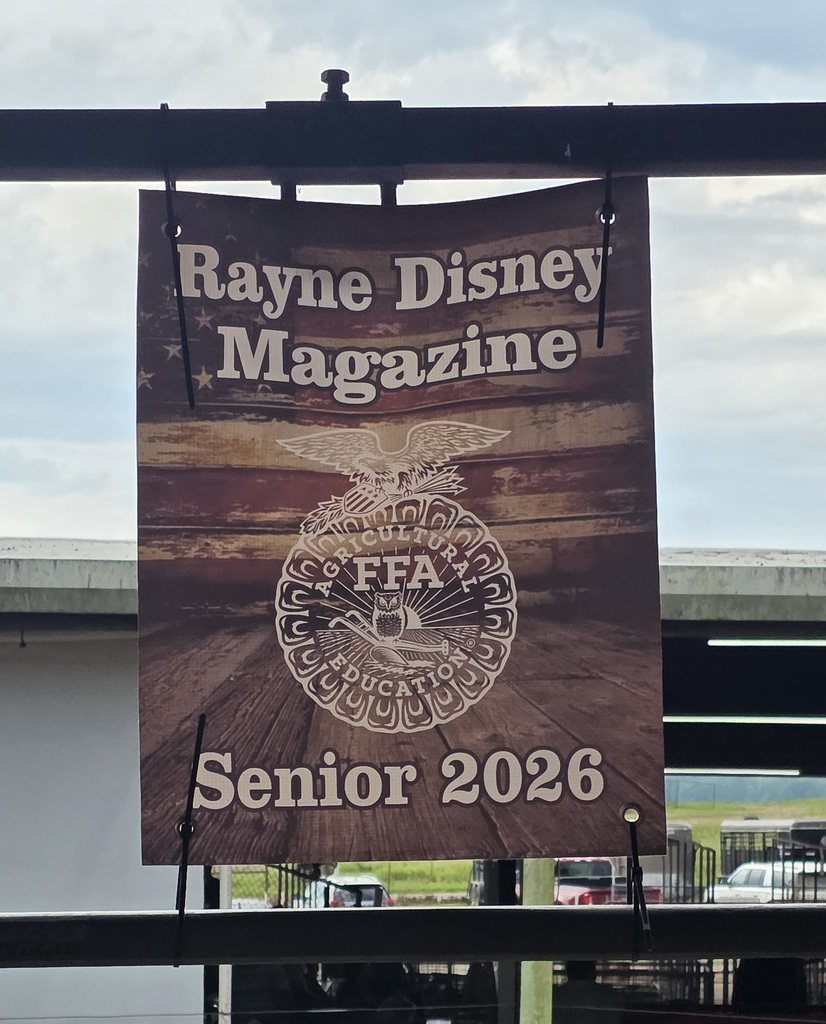 Rayne Disney
Magazine
AGRICULTURAL
FFA
EDUCATION
Senior 2026